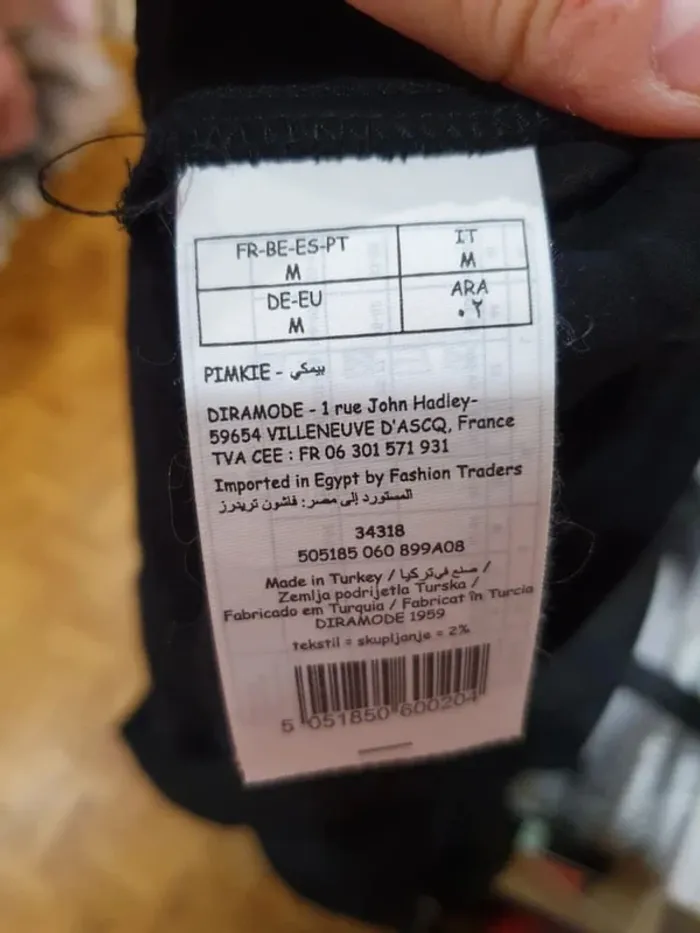 FR-BE-ES-PT
M
IT
M
DE-EU
M
ARA
٠٢
PIMKIE - بيمكي
DIRAMODE - 1 rue John Hadley-
59654 VILLENEUVE D'ASCQ, France
TVA CEE : FR 06 301 571 931
Imported in Egypt by Fashion Traders
المستورد إلى مصر: فاشون تريدرز
34318
505185 060 899A08
Made in Turkey / صنع في تركيا /
Zemlja podrijetla Turska /
Fabricado em Turquia / Fabricat în Turcia
DIRAMODE 1959
tekstil = skupljanje = 2%
5 051850 600204